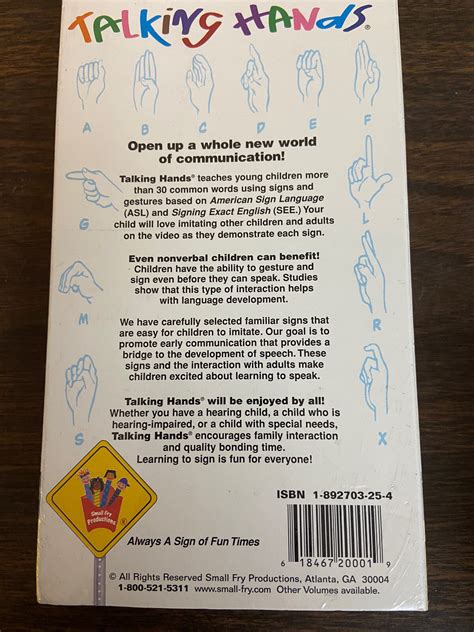 TALKING HANDS®
A B C D E F
Open up a whole new world
of communication!
Talking Hands® teaches young children more
than 30 common words using signs and
gestures based on American Sign Language
(ASL) and Signing Exact English (SEE.) Your
child will love imitating other children and adults
on the video as they demonstrate each sign.
G
L
Even nonverbal children can benefit!
Children have the ability to gesture and
sign even before they can speak. Studies
show that this type of interaction helps
with language development.
M
R
We have carefully selected familiar signs that
are easy for children to imitate. Our goal is to
promote early communication that provides a
bridge to the development of speech. These
signs and the interaction with adults make
children excited about learning to speak.
Talking Hands® will be enjoyed by all!
Whether you have a hearing child, a child who is
hearing-impaired, or a child with special needs,
Talking Hands® encourages family interaction
and quality bonding time.
Learning to sign is fun for everyone!
S
X
Small Fry
Productions
®
Always A Sign of Fun Times
ISBN 1-892703-25-4
6 18467 20001 9
© All Rights Reserved Small Fry Productions, Atlanta, GA 30004
1-800-521-5311 www.small-fry.com Other Volumes available.